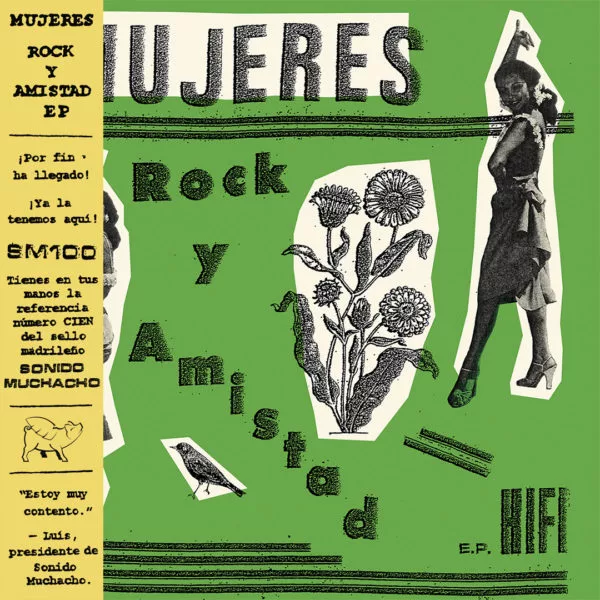 MUJERES
ROCK
Y
AMISTAD
EP
¡Por fin
ha llegado!
¡Ya la
tenemos aquí!
SM100
Tienes en tus
manos la
referencia
número CIEN
del sello
madrileño
SONIDO
MUCHACHO
"Estoy muy
contento."
— Luís,
presidente de
Sonido
Muchacho.
MUJERES
Rock
y
Amistad
E.P. HIFI